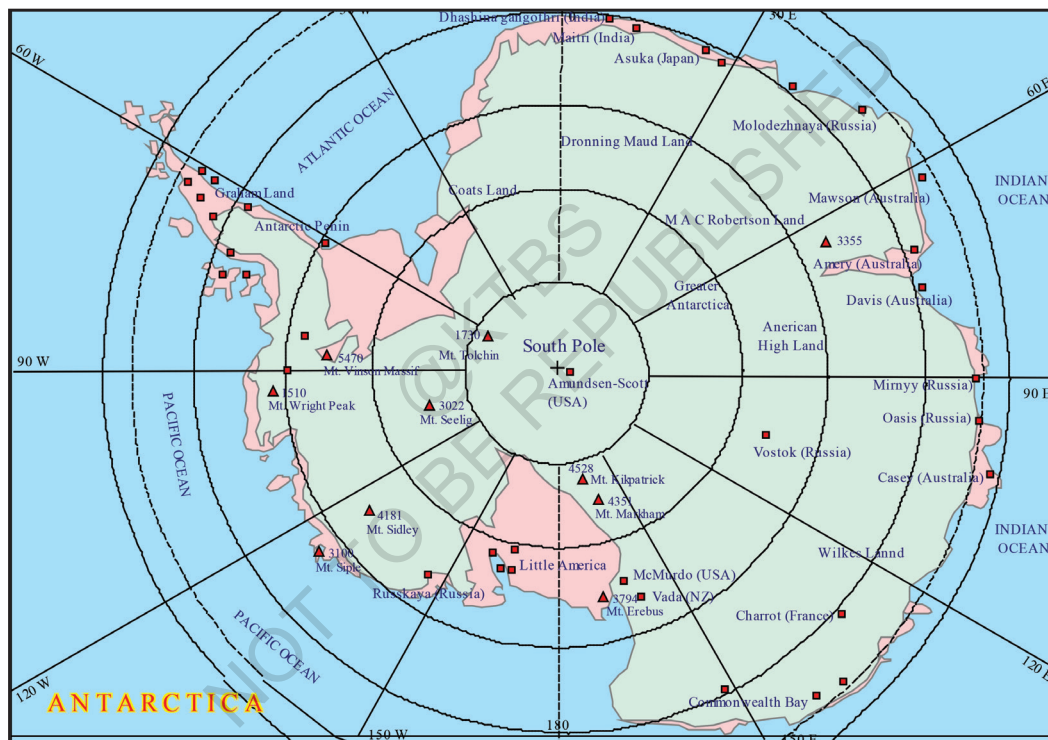 Dhashina gangothri (India)
0
30 E
Maitri (India)
Asuka (Japan)
60 W
60 E
ATLANTIC OCEAN
Molodezhnaya (Russia)
Dronning Maud Land
INDIAN
OCEAN
Graham Land
Coats Land
Mawson (Australia)
Antarctic Penin
M A C Robertson Land
3355
Amery (Australia)
Greater
Antarctica
Davis (Australia)
Anerican
High Land
1730
Mt. Tolchin
South Pole
90 W
5470
Mt. Vinson Massif
Amundsen-Scott
(USA)
Mirnyy (Russia)
90 E
1510
Mt. Wright Peak
3022
Mt. Seelig
Oasis (Russia)
PACIFIC OCEAN
Vostok (Russia)
4528
Mt. Kilpatrick
Casey (Australia)
4351
Mt. Markham
4181
Mt. Sidley
INDIAN
OCEAN
3100
Mt. Siple
Wilkes Lannd
Little America
McMurdo (USA)
Russkaya (Russia)
3794
Vada (NZ)
Mt. Erebus
Charrot (France)
PACIFIC OCEAN
120 W
120 E
ANTARCTICA
Commonwealth Bay
180
150 W
150 E
@KTBS
NOT TO BE REPUBLISHED